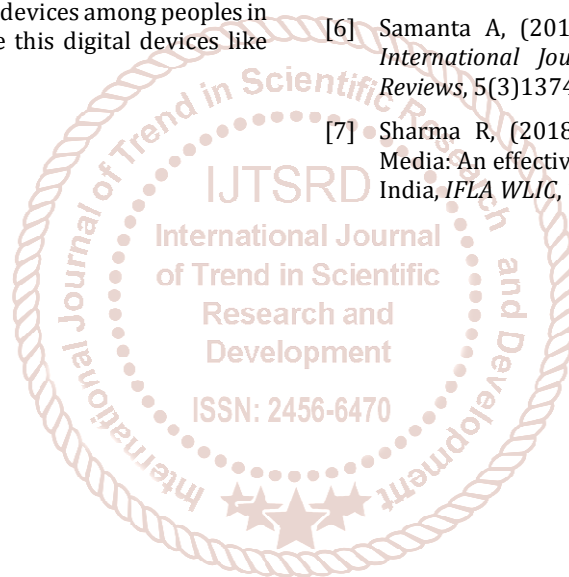 devices among peoples in
e this digital devices like
[6] Samanta A, (201
International Jou
Reviews, 5(3)1374
[7] Sharma R, (2018
Media: An effectiv
India, IFLA WLIC,
International Journal of Trend in Scientific Research and Development
IJTSRD
International Journal
of Trend in Scientific
Research and
Development
ISSN: 2456-6470